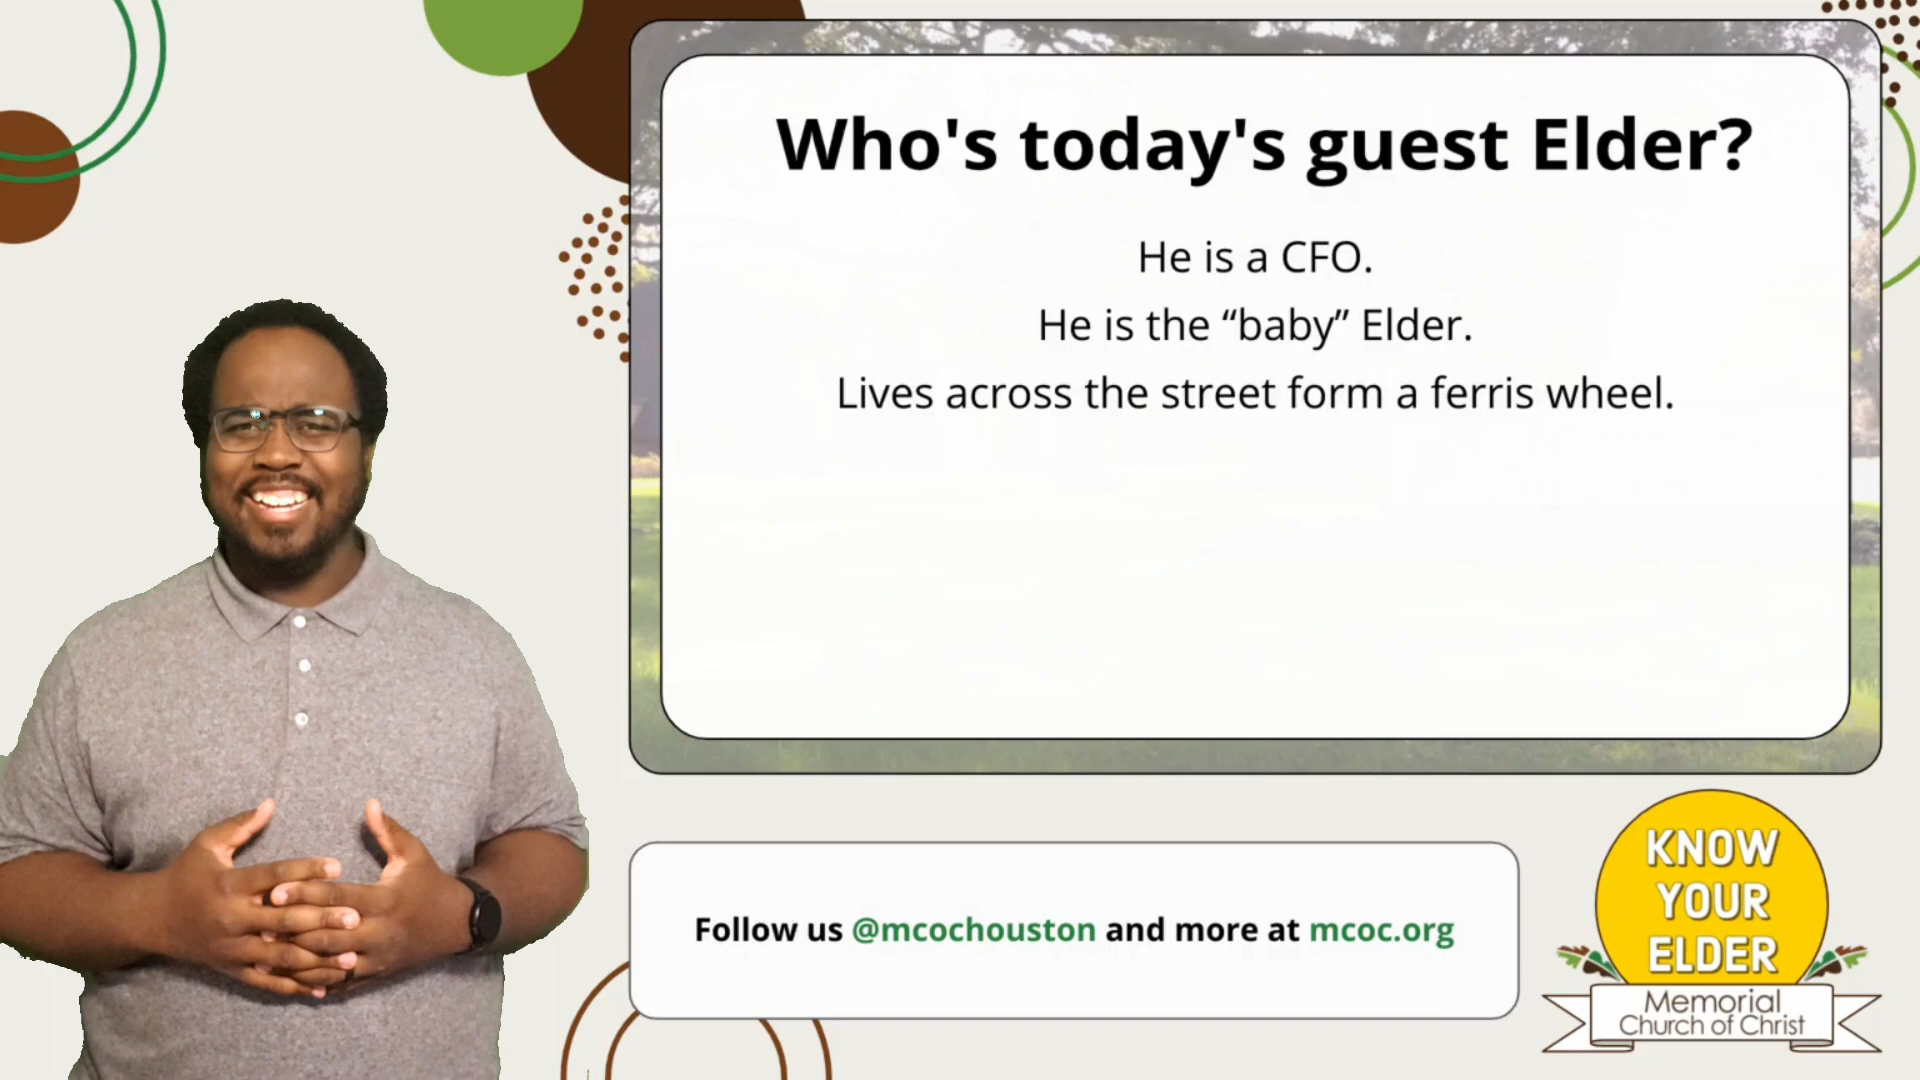 Who's today's guest Elder?
He is a CFO.
He is the “baby” Elder.
Lives across the street form a ferris wheel.
Follow us @mcochouston and more at mcoc.org
KNOW
YOUR
ELDER
Memorial
Church of Christ